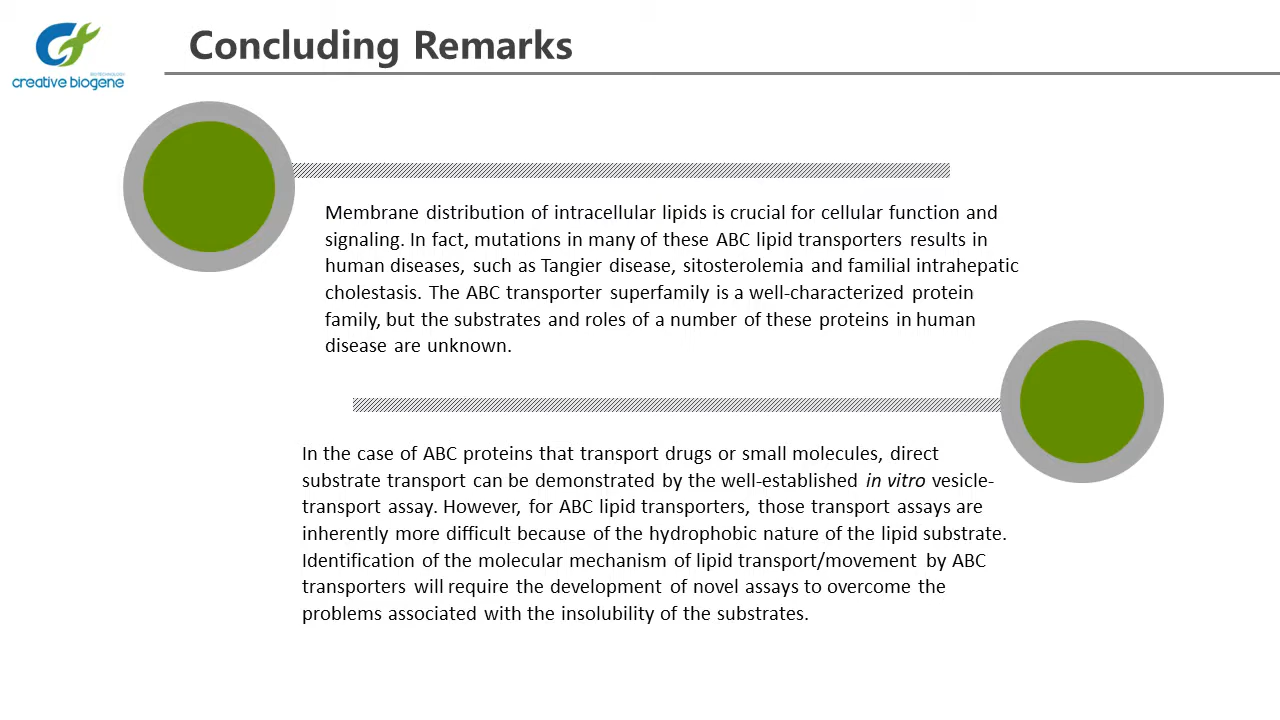 Concluding Remarks
creative biogene
Membrane distribution of intracellular lipids is crucial for cellular function and
signaling. In fact, mutations in many of these ABC lipid transporters results in
human diseases, such as Tangier disease, sitosterolemia and familial intrahepatic
cholestasis. The ABC transporter superfamily is a well-characterized protein
family, but the substrates and roles of a number of these proteins in human
disease are unknown.
In the case of ABC proteins that transport drugs or small molecules, direct
substrate transport can be demonstrated by the well-established in vitro vesicle-
transport assay. However, for ABC lipid transporters, those transport assays are
inherently more difficult because of the hydrophobic nature of the lipid substrate.
Identification of the molecular mechanism of lipid transport/movement by ABC
transporters will require the development of novel assays to overcome the
problems associated with the insolubility of the substrates.